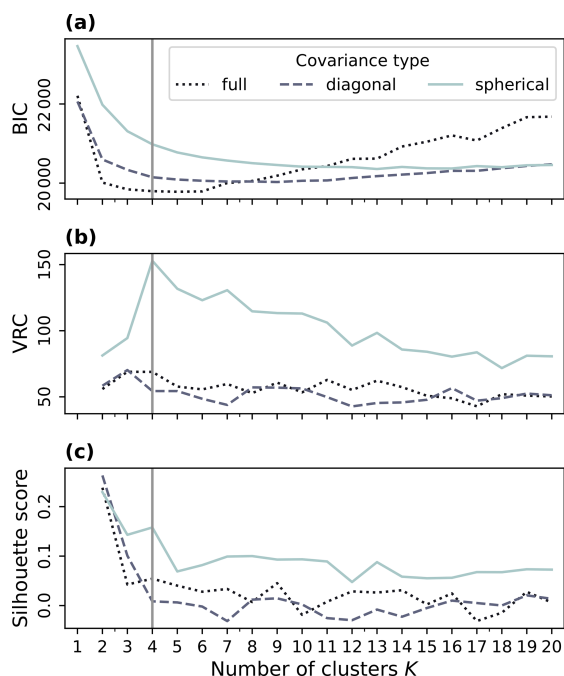 (a)
Covariance type
full diagonal spherical
22000
20000
BIC
(b)
150
100
50
VRC
(c)
0.2
0.1
0.0
Silhouette score
1 2 3 4 5 6 7 8 9 10 11 12 13 14 15 16 17 18 19 20
Number of clusters K